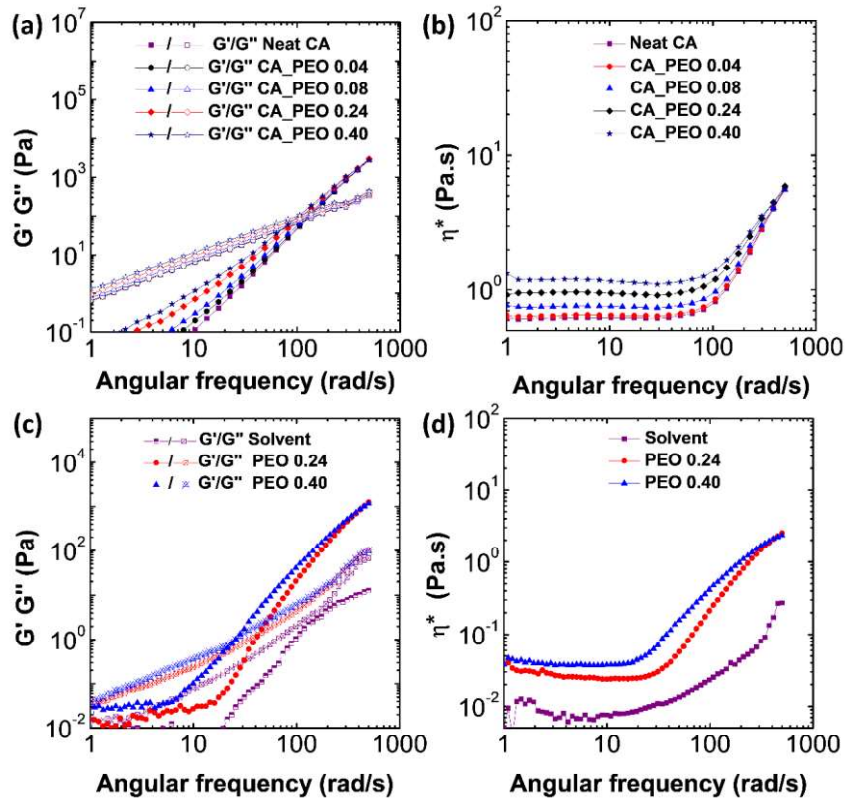 (a)
10⁷
10⁵
10³
10¹
10⁻¹
G' G'' (Pa)
/ G'/G'' Neat CA
/ G'/G'' CA_PEO 0.04
/ G'/G'' CA_PEO 0.08
/ G'/G'' CA_PEO 0.24
/ G'/G'' CA_PEO 0.40
1 10 100 1000
Angular frequency (rad/s)
(b)
10²
10¹
10⁰
η* (Pa.s)
Neat CA
CA_PEO 0.04
CA_PEO 0.08
CA_PEO 0.24
CA_PEO 0.40
1 10 100 1000
Angular frequency (rad/s)
(c)
10⁴
10²
10⁰
10⁻²
G' G'' (Pa)
/ G'/G'' Solvent
/ G'/G'' PEO 0.24
/ G'/G'' PEO 0.40
1 10 100 1000
Angular frequency (rad/s)
(d)
10²
10¹
10⁰
10⁻¹
10⁻²
η* (Pa.s)
Solvent
PEO 0.24
PEO 0.40
1 10 100 1000
Angular frequency (rad/s)